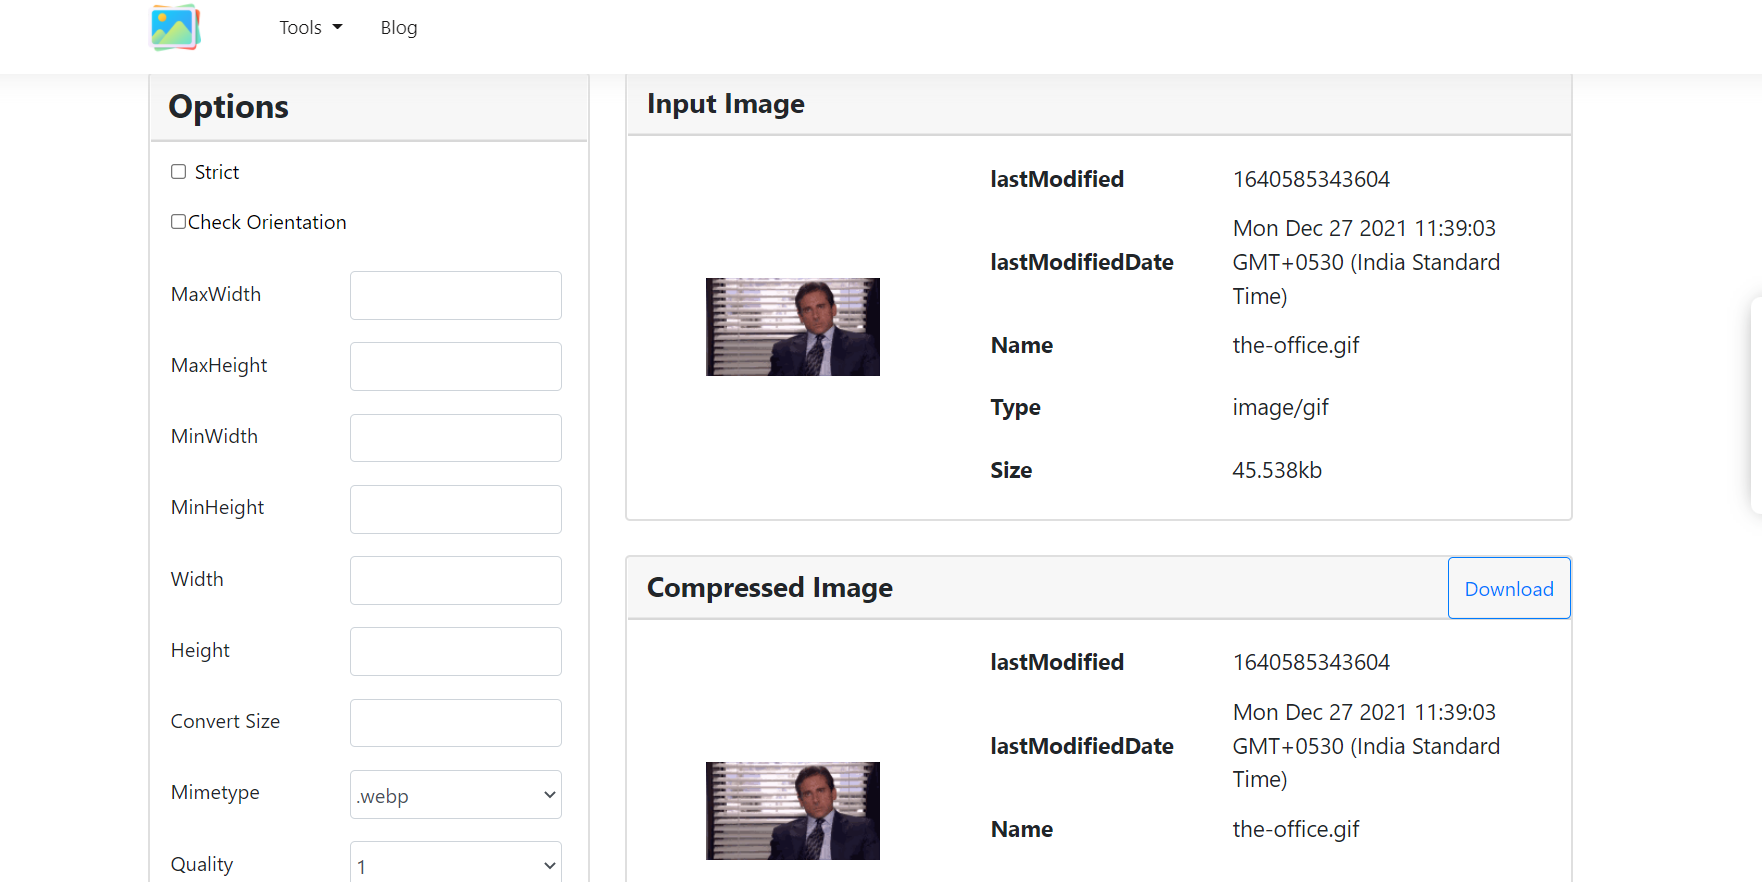 Tools Blog
Options
Strict
Check Orientation
MaxWidth
MaxHeight
MinWidth
MinHeight
Width
Height
Convert Size
Mimetype .webp
Quality 1
Input Image
lastModified 1640585343604
lastModifiedDate Mon Dec 27 2021 11:39:03
GMT+0530 (India Standard
Time)
Name the-office.gif
Type image/gif
Size 45.538kb
Compressed Image Download
lastModified 1640585343604
lastModifiedDate Mon Dec 27 2021 11:39:03
GMT+0530 (India Standard
Time)
Name the-office.gif